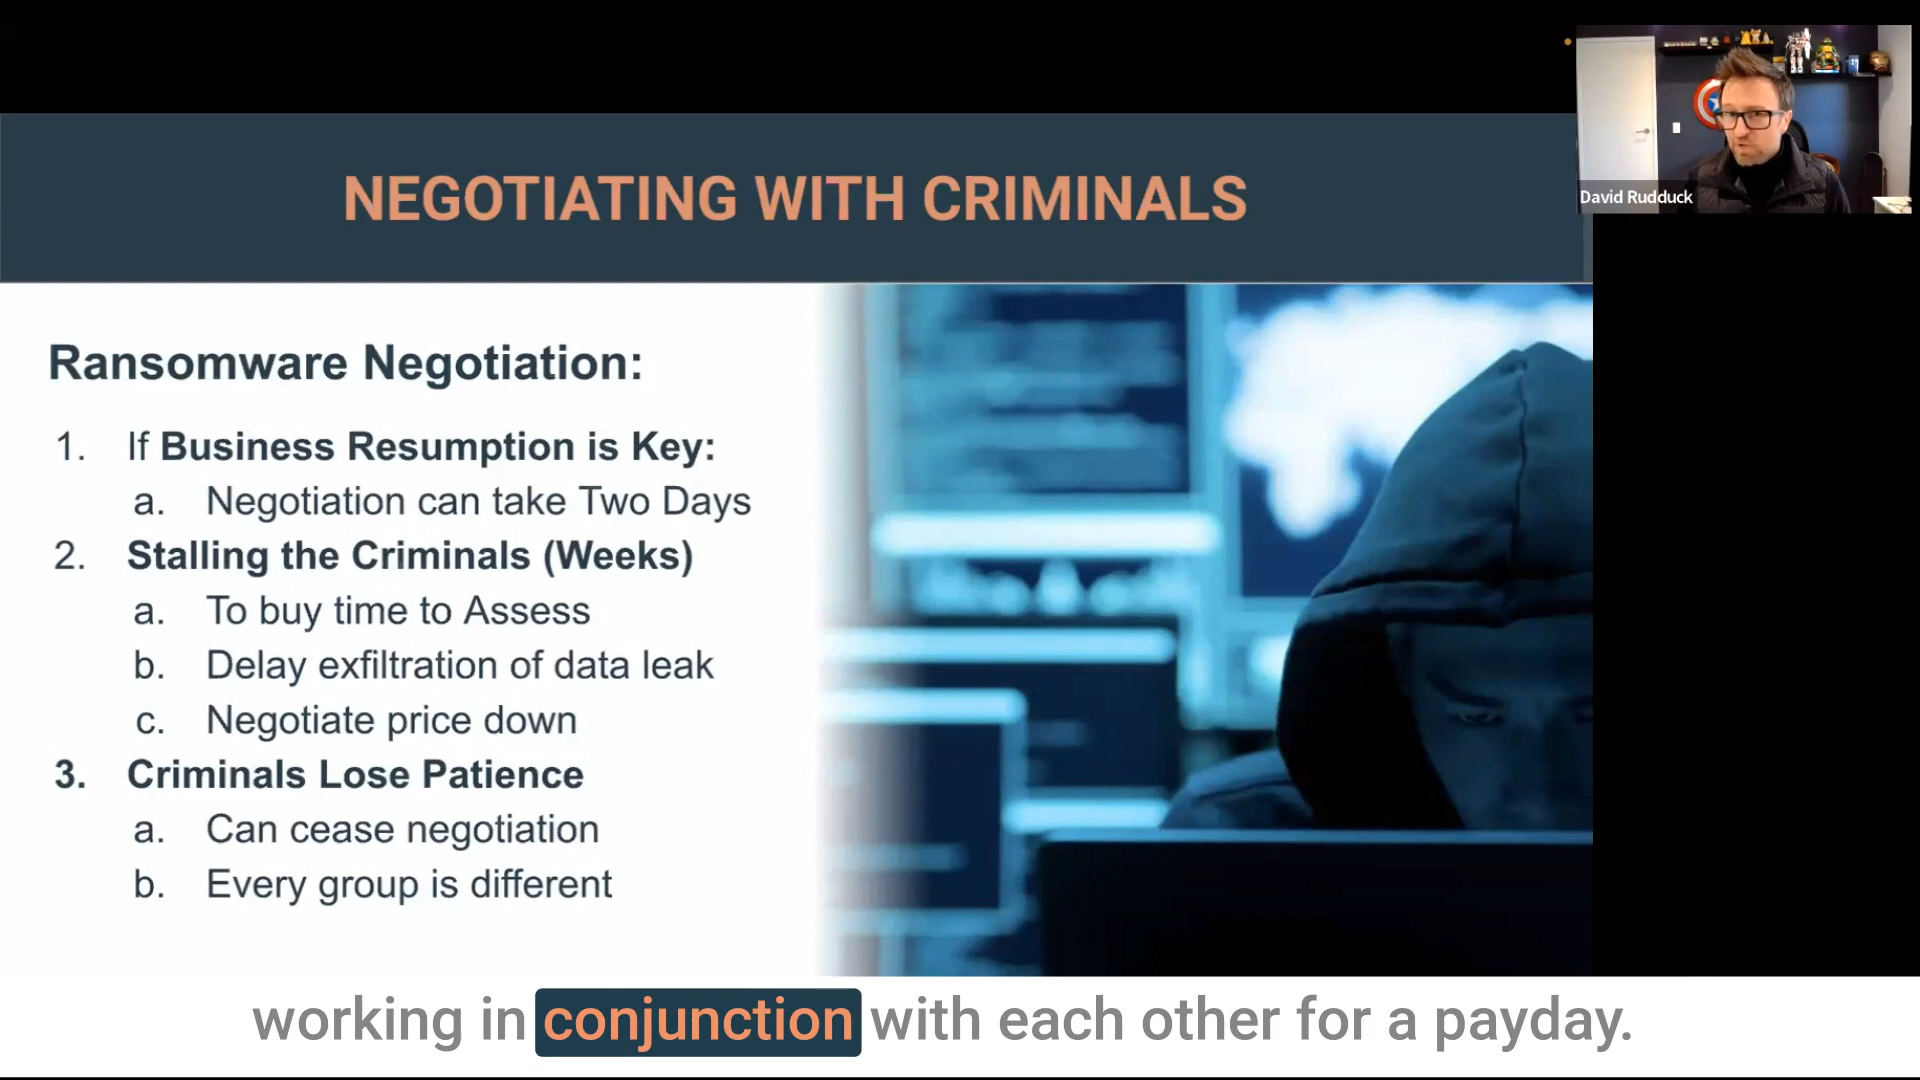 David Rudduck
NEGOTIATING WITH CRIMINALS
Ransomware Negotiation:
1. If Business Resumption is Key:
a. Negotiation can take Two Days
2. Stalling the Criminals (Weeks)
a. To buy time to Assess
b. Delay exfiltration of data leak
c. Negotiate price down
3. Criminals Lose Patience
a. Can cease negotiation
b. Every group is different
working in conjunction with each other for a payday.